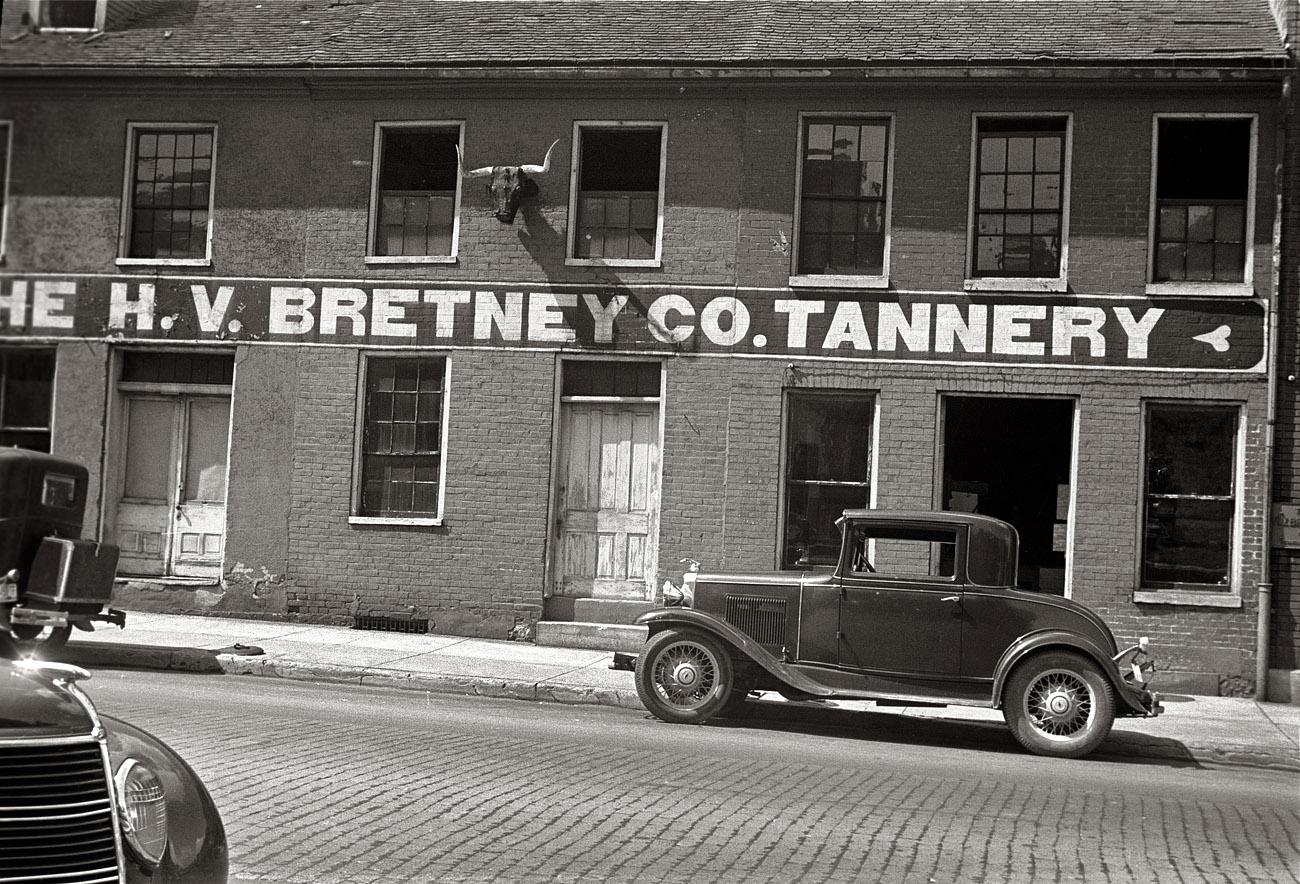 HE H. V. BRETNEY CO. TANNERY